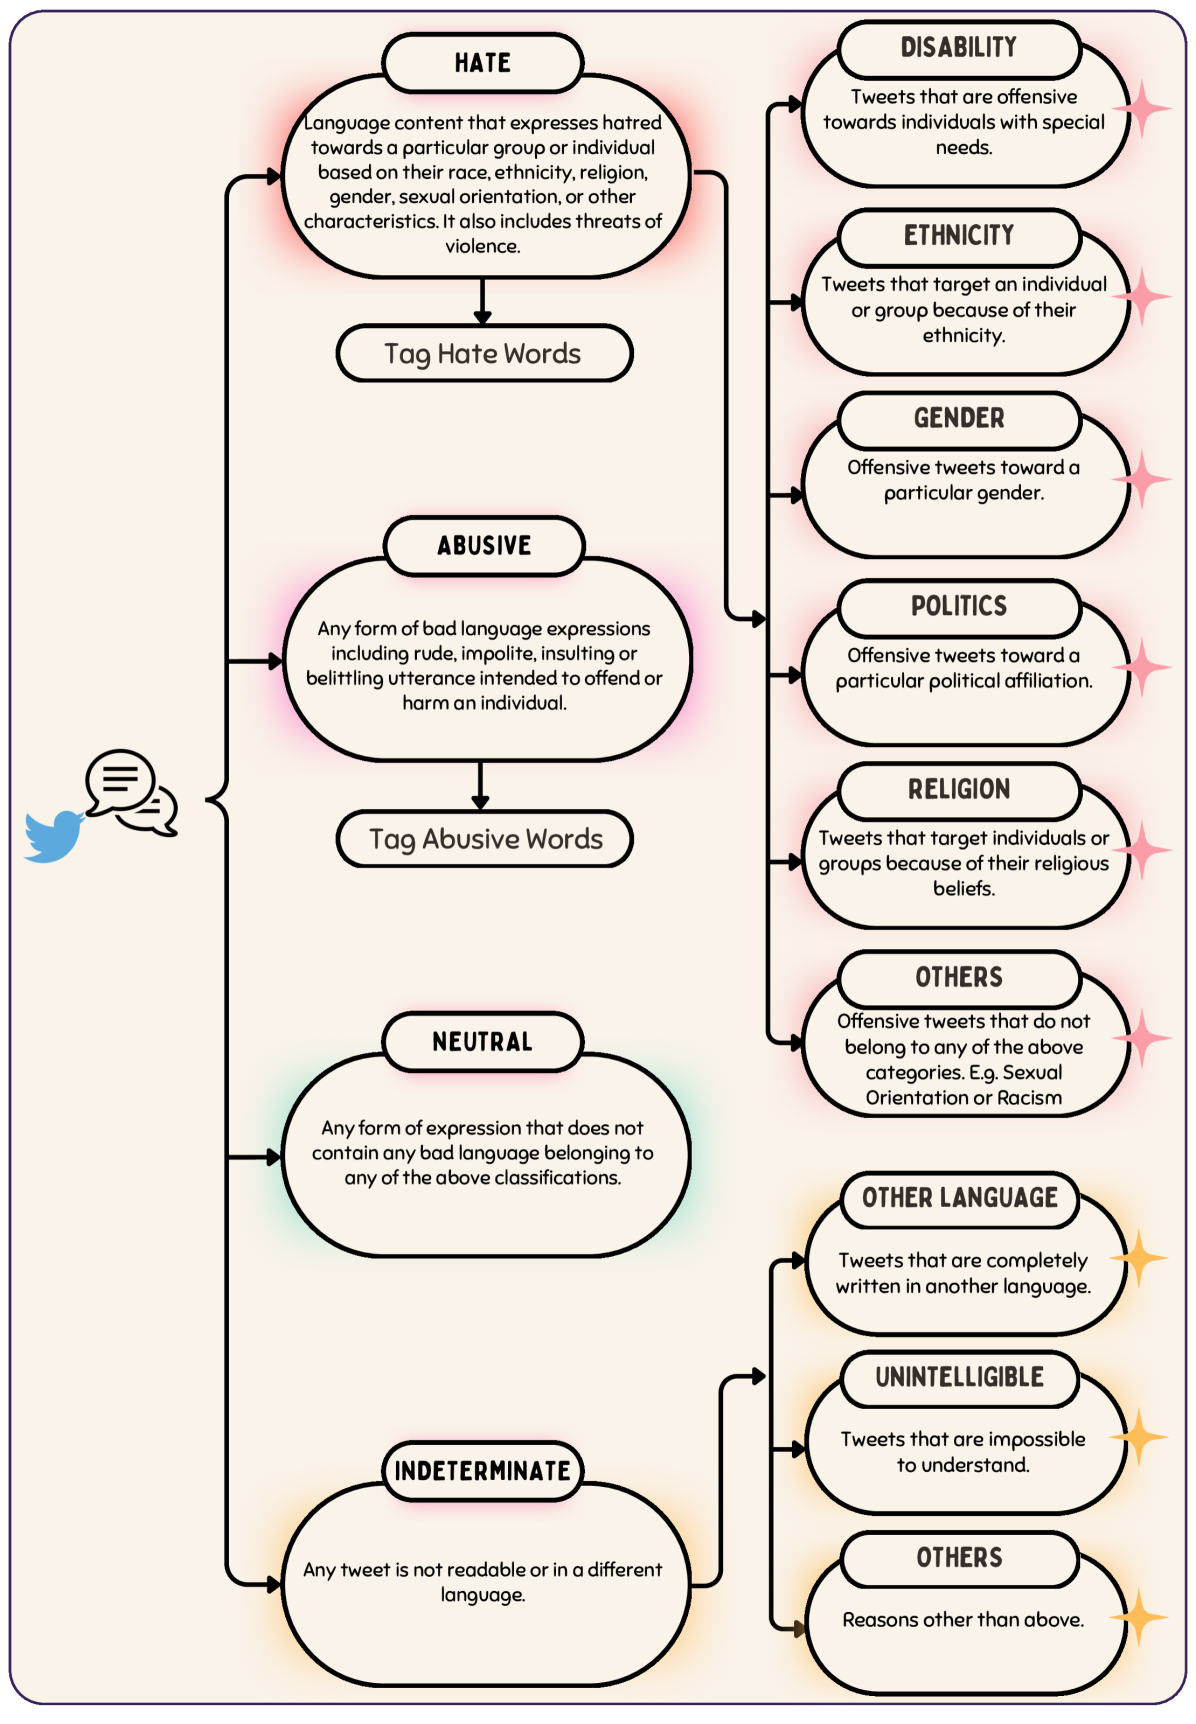 HATE
Language content that expresses hatred
towards a particular group or individual
based on their race, ethnicity, religion,
gender, sexual orientation, or other
characteristics. It also includes threats of
violence.
Tag Hate Words
ABUSIVE
Any form of bad language expressions
including rude, impolite, insulting or
belittling utterance intended to offend or
harm an individual.
Tag Abusive Words
NEUTRAL
Any form of expression that does not
contain any bad language belonging to
any of the above classifications.
INDETERMINATE
Any tweet is not readable or in a different
language.
DISABILITY
Tweets that are offensive
towards individuals with special
needs.
ETHNICITY
Tweets that target an individual
or group because of their
ethnicity.
GENDER
Offensive tweets toward a
particular gender.
POLITICS
Offensive tweets toward a
particular political affiliation.
RELIGION
Tweets that target individuals or
groups because of their religious
beliefs.
OTHERS
Offensive tweets that do not
belong to any of the above
categories. E.g. Sexual
Orientation or Racism
OTHER LANGUAGE
Tweets that are completely
written in another language.
UNINTELLIGIBLE
Tweets that are impossible
to understand.
OTHERS
Reasons other than above.